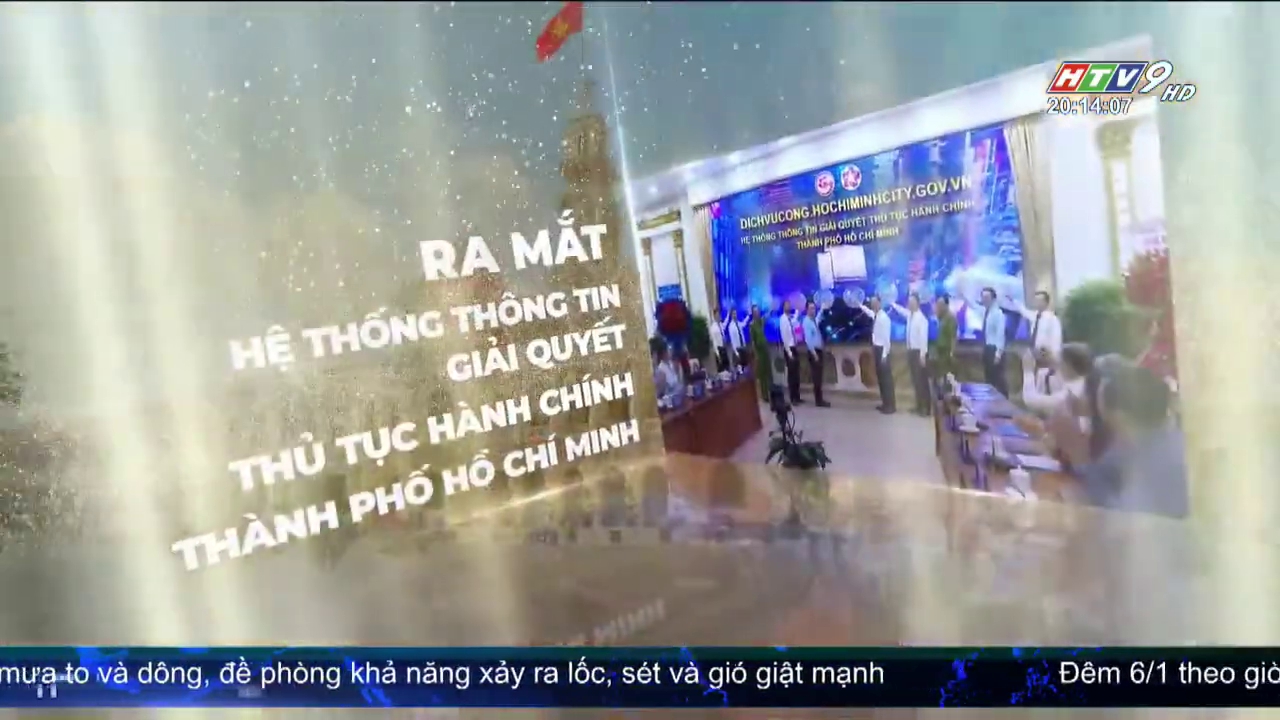 HTV9 HD
20:14:07
DICHVUCONG.HOCHIMINHCITY.GOV.VN
HỆ THỐNG THÔNG TIN GIẢI QUYẾT THỦ TỤC HÀNH CHÍNH
THÀNH PHỐ HỒ CHÍ MINH
RA MẮT
HỆ THỐNG THÔNG TIN
GIẢI QUYẾT
THỦ TỤC HÀNH CHÍNH
THÀNH PHỐ HỒ CHÍ MINH
mưa to và dông, đề phòng khả năng xảy ra lốc, sét và gió giật mạnh
Đêm 6/1 theo giờ